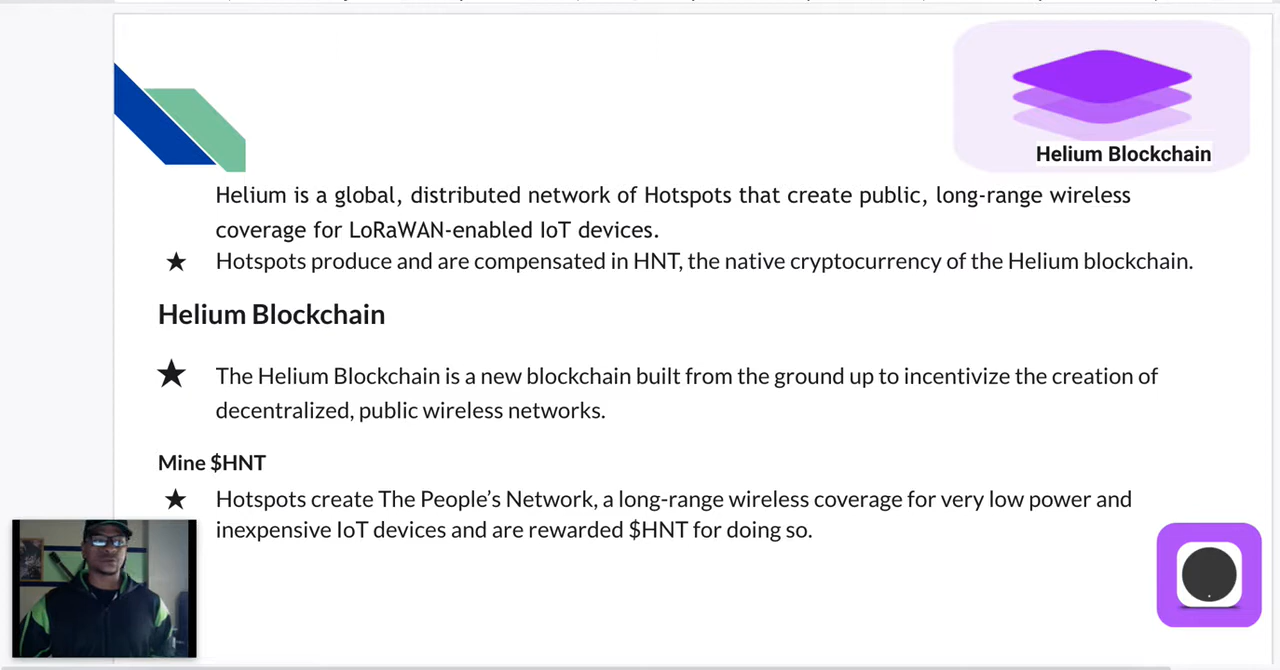 Helium Blockchain
Helium is a global, distributed network of Hotspots that create public, long-range wireless
coverage for LoRaWAN-enabled IoT devices.
★ Hotspots produce and are compensated in HNT, the native cryptocurrency of the Helium blockchain.
Helium Blockchain
★ The Helium Blockchain is a new blockchain built from the ground up to incentivize the creation of
decentralized, public wireless networks.
Mine $HNT
★ Hotspots create The People’s Network, a long-range wireless coverage for very low power and
inexpensive IoT devices and are rewarded $HNT for doing so.